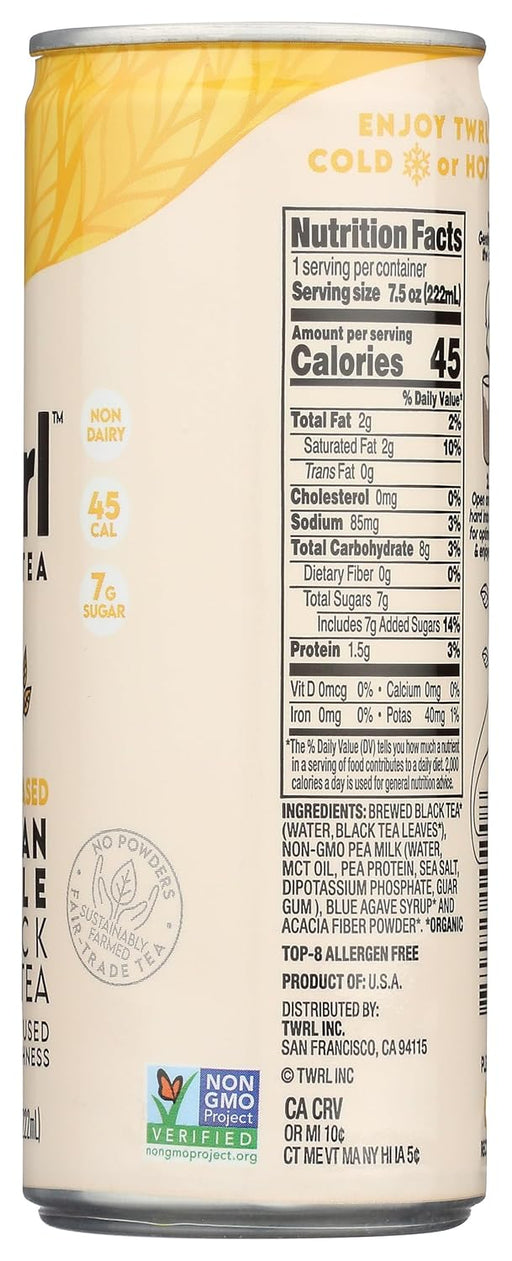 ENJOY TWRL
COLD or HOT
rl™
TEA
NON
DAIRY
45
CAL
7G
SUGAR
NO POWDERS
SUSTAINABLY
FARMED
FAIR-TRADE TEA
NON
GMO
Project
VERIFIED
nongmoproject.org
Nutrition Facts
1 serving per container
Serving size 7.5 oz (222mL)
Amount per serving
Calories 45
% Daily Value*
Total Fat 2g 2%
Saturated Fat 2g 10%
Trans Fat 0g
Cholesterol 0mg 0%
Sodium 85mg 3%
Total Carbohydrate 8g 3%
Dietary Fiber 0g 0%
Total Sugars 7g
Includes 7g Added Sugars 14%
Protein 1.5g 3%
Vit D 0mcg 0% • Calcium 0mg 0%
Iron 0mg 0% • Potas 40mg 1%
*The % Daily Value (DV) tells you how much a nutrient
in a serving of food contributes to a daily diet. 2,000
calories a day is used for general nutrition advice.
INGREDIENTS: BREWED BLACK TEA*
(WATER, BLACK TEA LEAVES*),
NON-GMO PEA MILK (WATER,
MCT OIL, PEA PROTEIN, SEA SALT,
DIPOTASSIUM PHOSPHATE, GUAR
GUM ), BLUE AGAVE SYRUP* AND
ACACIA FIBER POWDER*. *ORGANIC
TOP-8 ALLERGEN FREE
PRODUCT OF: U.S.A.
DISTRIBUTED BY:
TWRL INC.
SAN FRANCISCO, CA 94115
© TWRL INC
CA CRV
OR MI 10¢
CT ME VT MA NY HI IA 5¢